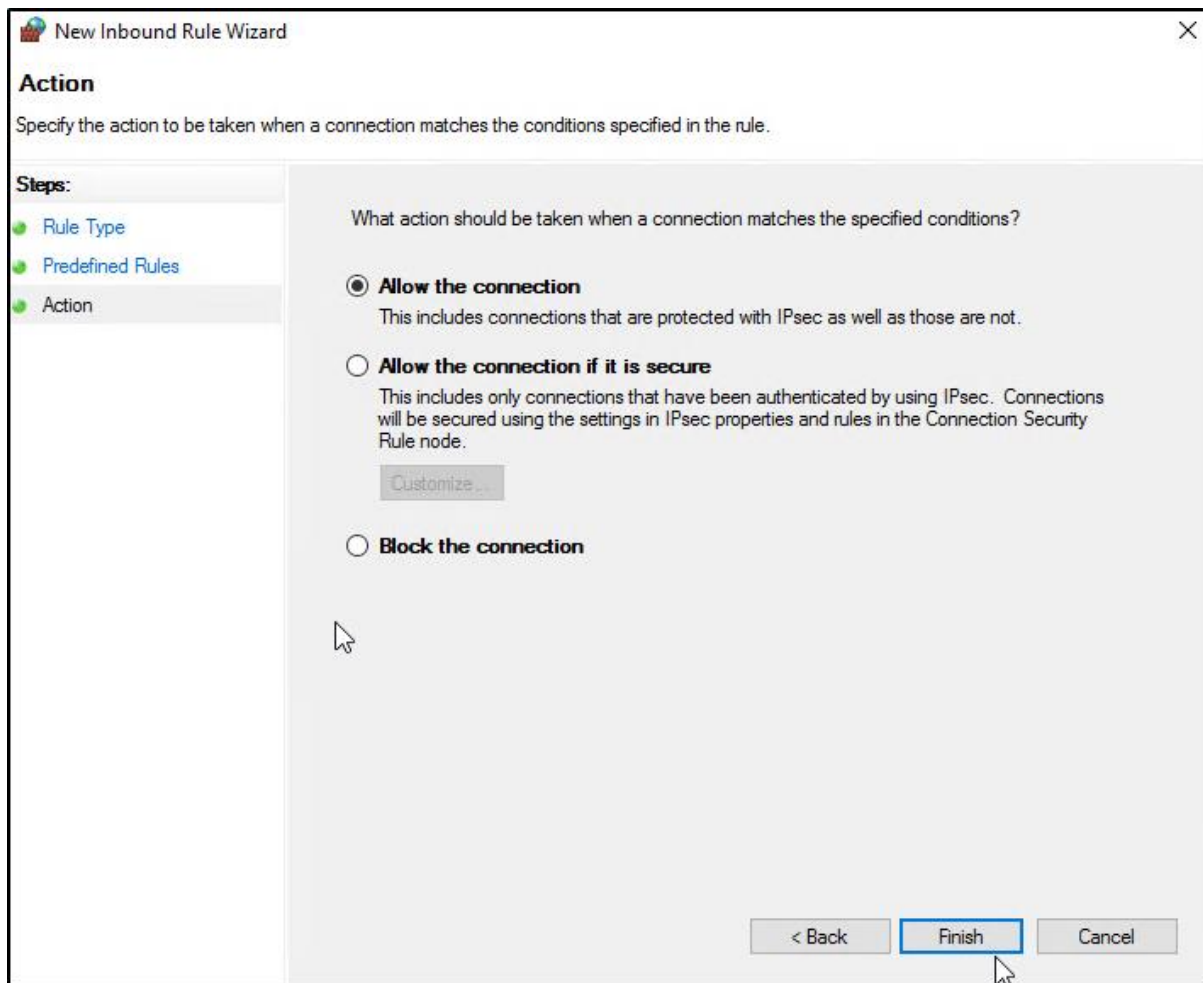 New Inbound Rule Wizard
Action
Specify the action to be taken when a connection matches the conditions specified in the rule.
Steps:
Rule Type
Predefined Rules
Action
What action should be taken when a connection matches the specified conditions?
Allow the connection
This includes connections that are protected with IPsec as well as those are not.
Allow the connection if it is secure
This includes only connections that have been authenticated by using IPsec. Connections
will be secured using the settings in IPsec properties and rules in the Connection Security
Rule node.
Customize...
Block the connection
< Back
Finish
Cancel